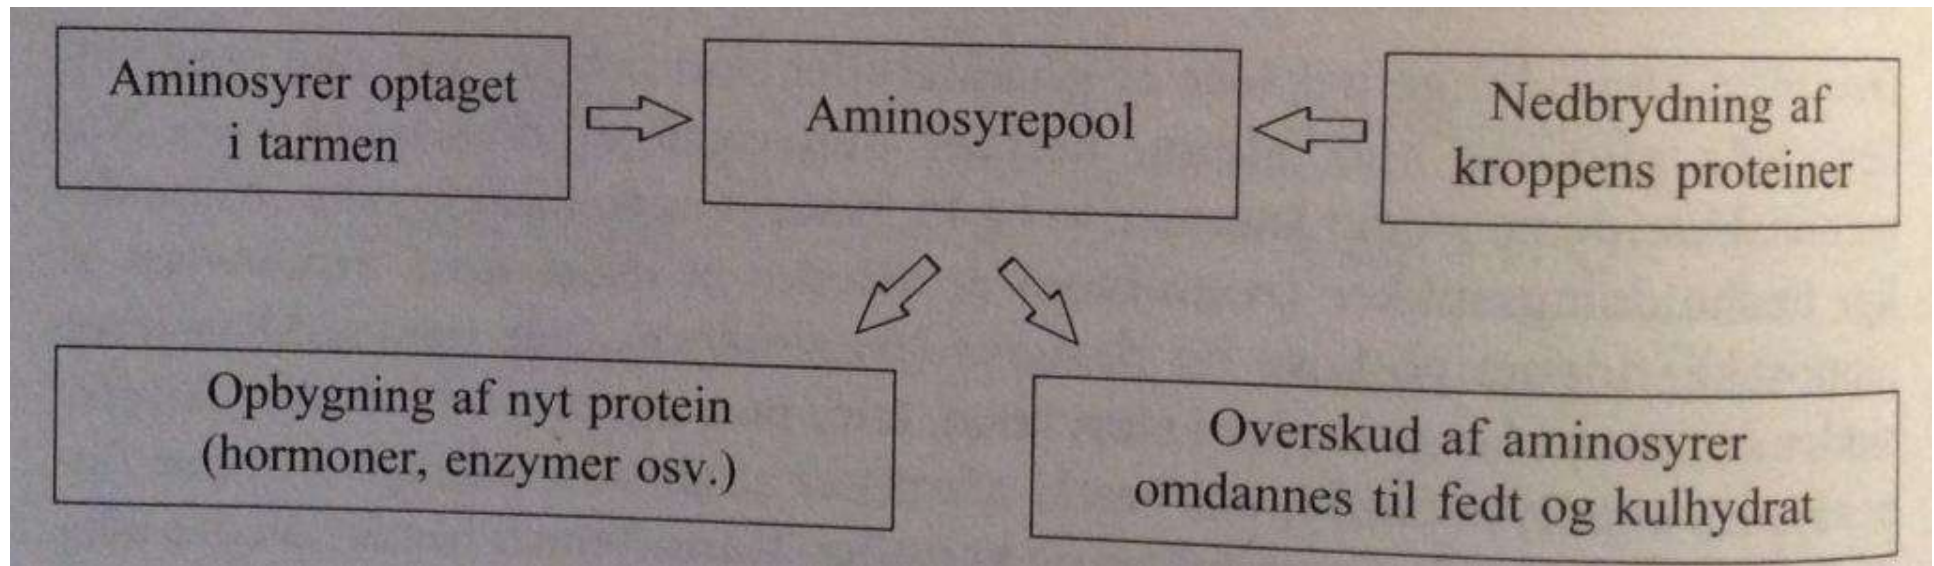 Aminosyrer optaget
i tarmen
Aminosyrepool
Nedbrydning af
kroppens proteiner
Opbygning af nyt protein
(hormoner, enzymer osv.)
Overskud af aminosyrer
omdannes til fedt og kulhydrat